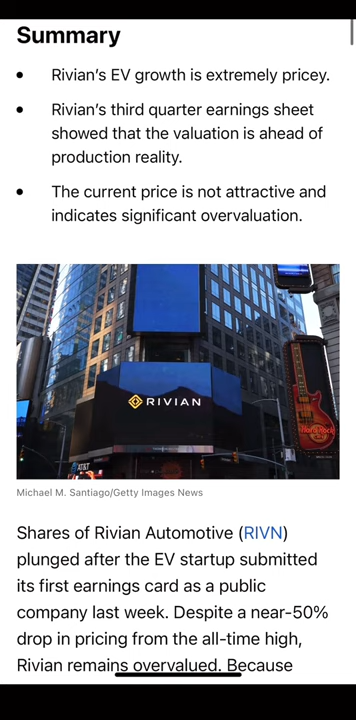 Summary
• Rivian’s EV growth is extremely pricey.
• Rivian’s third quarter earnings sheet
showed that the valuation is ahead of
production reality.
• The current price is not attractive and
indicates significant overvaluation.
RIVIAN
AT&T
Hard Rock
Michael M. Santiago/Getty Images News
Shares of Rivian Automotive (RIVN)
plunged after the EV startup submitted
its first earnings card as a public
company last week. Despite a near-50%
drop in pricing from the all-time high,
Rivian remains overvalued. Because